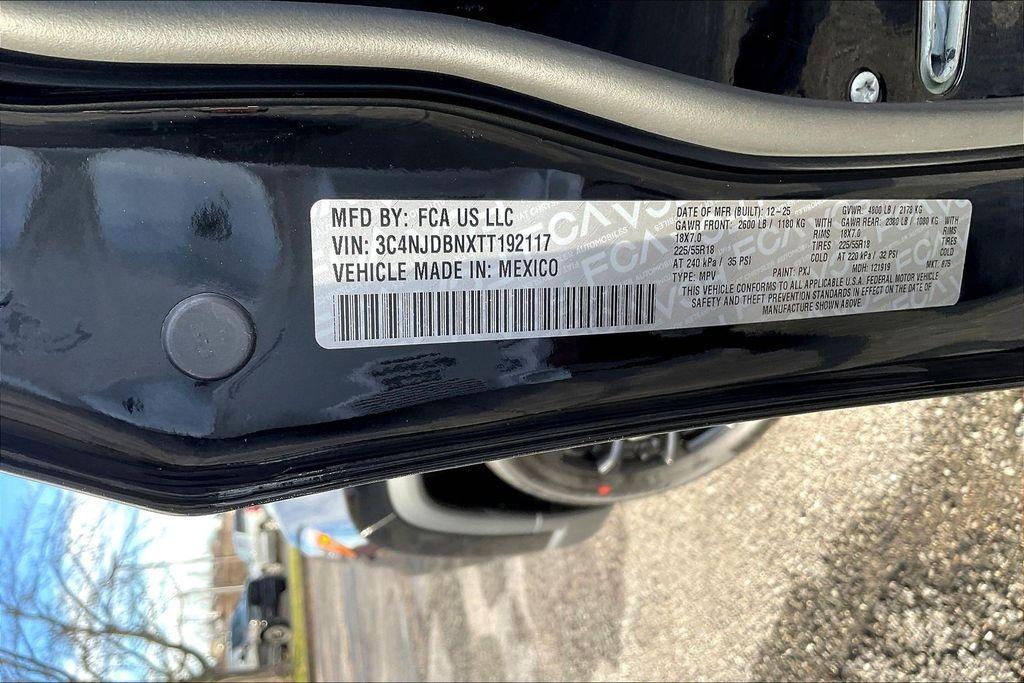 MFD BY: FCA US LLC
VIN: 3C4NJDBNXTT192117
VEHICLE MADE IN: MEXICO
DATE OF MFR (BUILT): 12-25
GVWR: 4800 LB / 2178 KG
GAWR FRONT: 2600 LB / 1180 KG WITH
18X7.0 RIMS
225/55R18 TIRES
AT 240 kPa / 35 PSI COLD
GAWR REAR: 2380 LB / 1080 KG WITH
18X7.0 RIMS
225/55R18 TIRES
AT 220 kPa / 32 PSI COLD
TYPE: MPV
PAINT: PXJ
MDH: 121919
MKT: 675
THIS VEHICLE CONFORMS TO ALL APPLICABLE U.S.A. FEDERAL MOTOR VEHICLE
SAFETY AND THEFT PREVENTION STANDARDS IN EFFECT ON THE DATE OF
MANUFACTURE SHOWN ABOVE.